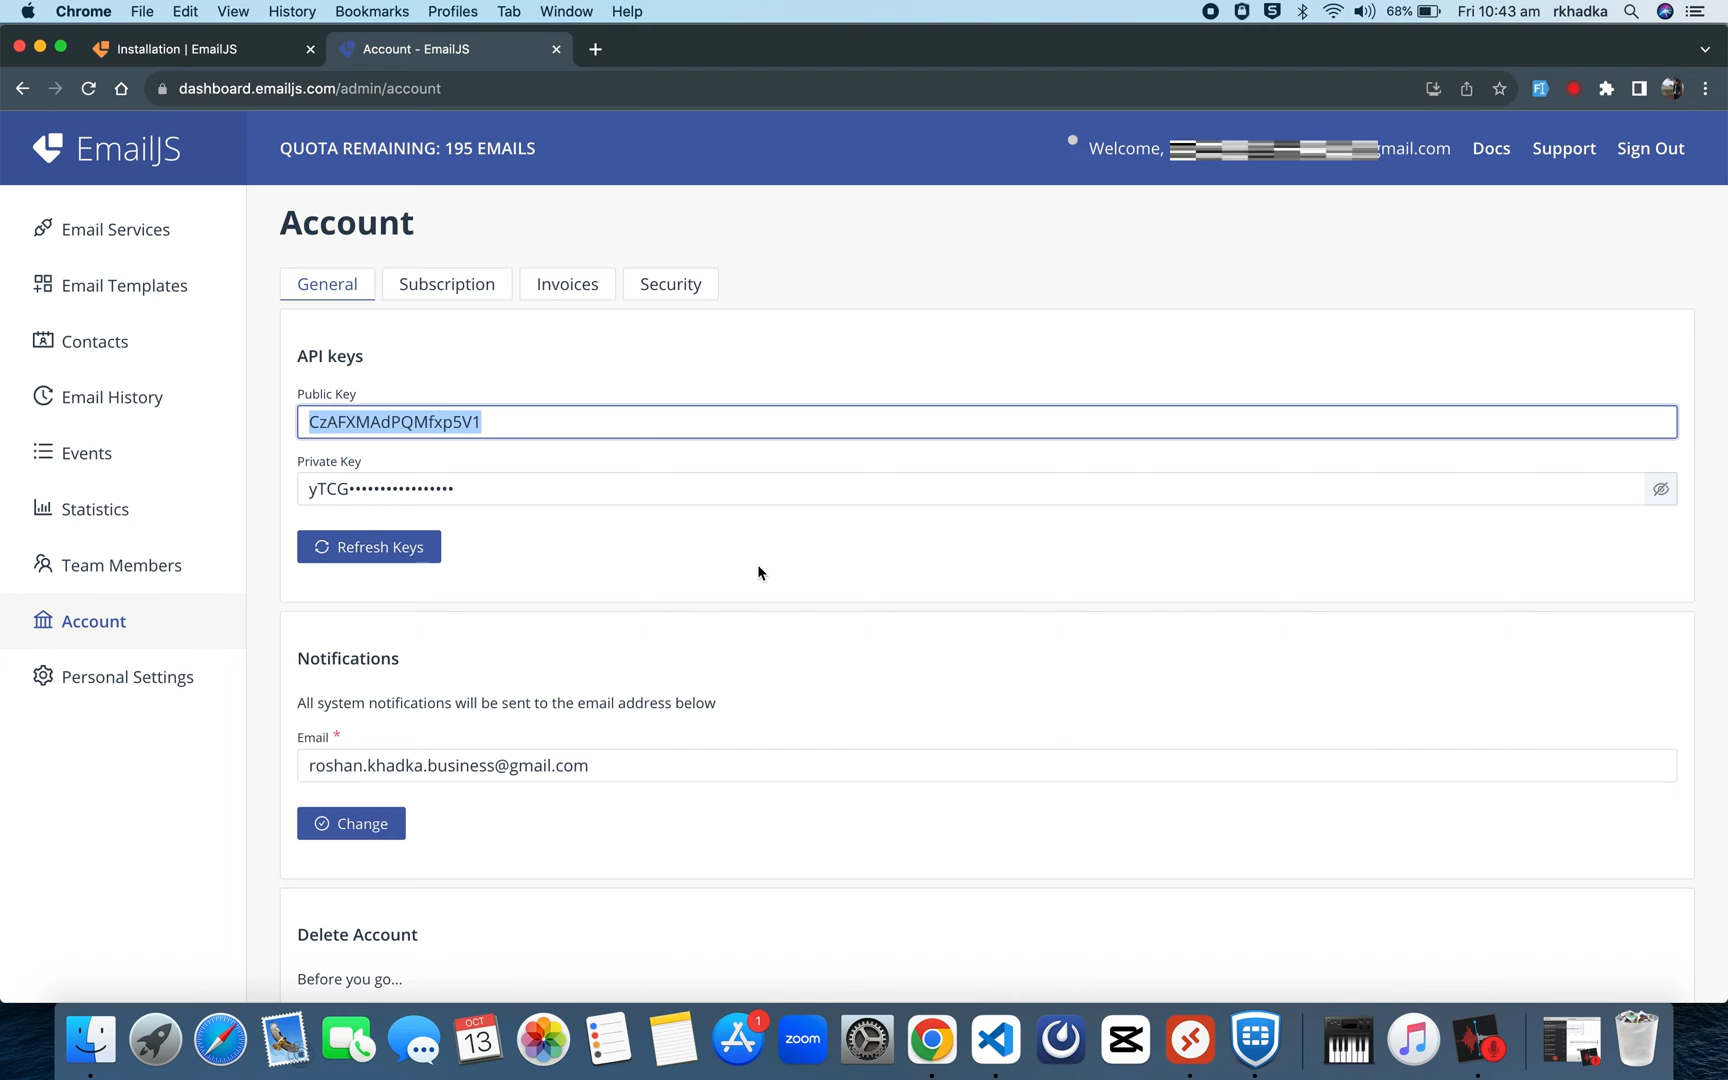 Chrome File Edit View History Bookmarks Profiles Tab Window Help 68% Fri 10:43 am rkhadka
Installation | EmailJS Account - EmailJS
dashboard.emailjs.com/admin/account
EmailJS QUOTA REMAINING: 195 EMAILS Welcome, gmail.com Docs Support Sign Out
Email Services
Email Templates
Contacts
Email History
Events
Statistics
Team Members
Account
Personal Settings
Account
General Subscription Invoices Security
API keys
Public Key
CzAFXMAdPQMfxp5V1
Private Key
yTCG•••••••••••••••••
Refresh Keys
Notifications
All system notifications will be sent to the email address below
Email *
roshan.khadka.business@gmail.com
Change
Delete Account
Before you go...
OCT
13
1
zoom